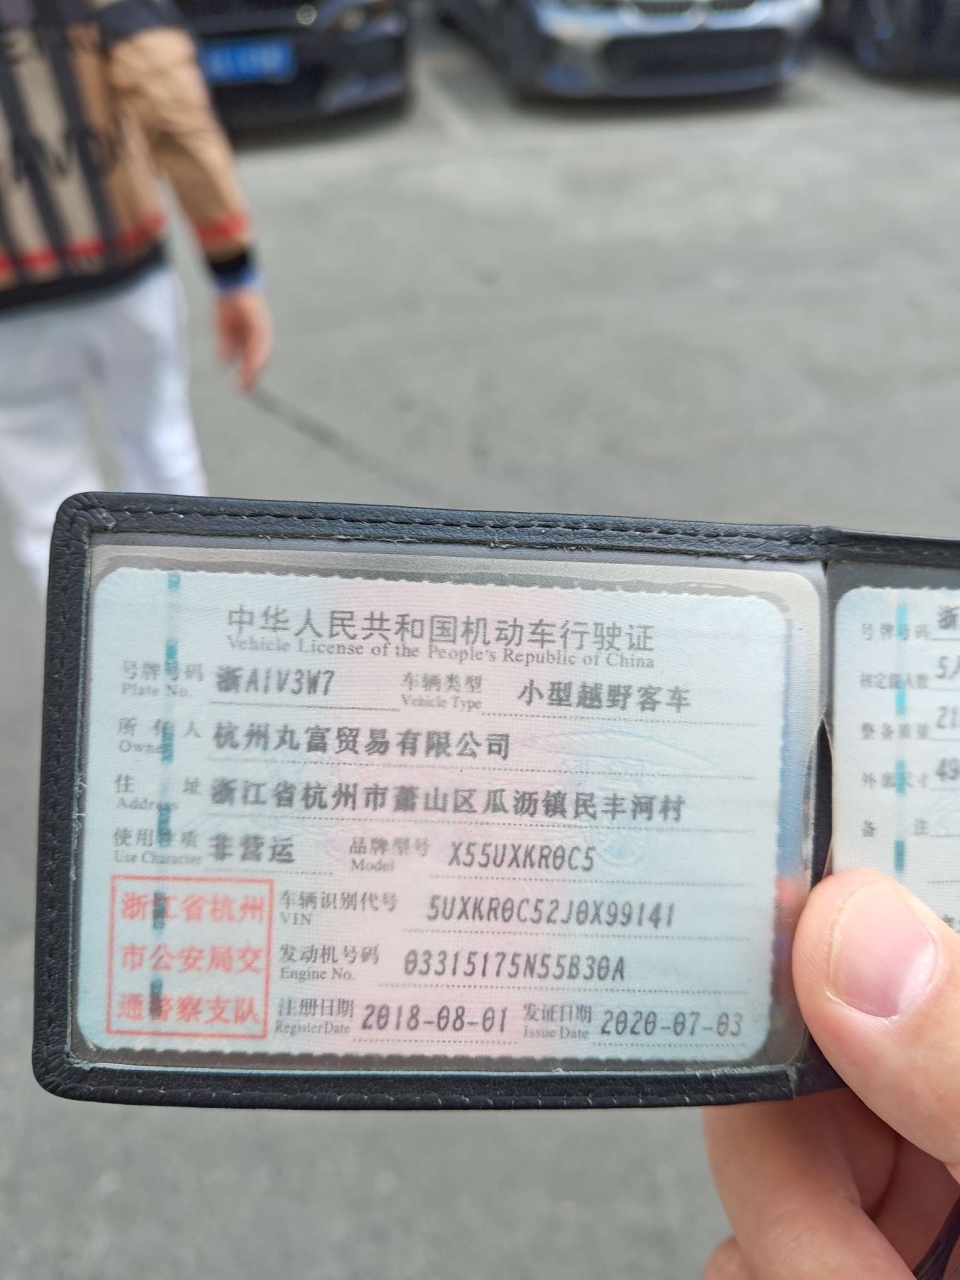 中华人民共和国机动车行驶证
Vehicle License of the People's Republic of China
号牌号码 浙A1V3W7 车辆类型 小型越野客车
Plate No. Vehicle Type
所有人 杭州丸富贸易有限公司
Owner
住址 浙江省杭州市萧山区瓜沥镇民丰河村
Address
使用性质 非营运 品牌型号 X55UXKR0C5
Use Character Model
浙江省杭州
市公安局交
通警察支队
车辆识别代号 5UXKR0C52J0X99141
VIN
发动机号码 03315175N55B30A
Engine No.
注册日期 2018-08-01 发证日期 2020-07-03
Register Date Issue Date
号牌号码 浙
核定载人数 5人
整备质量 21
外廓尺寸 49
备注